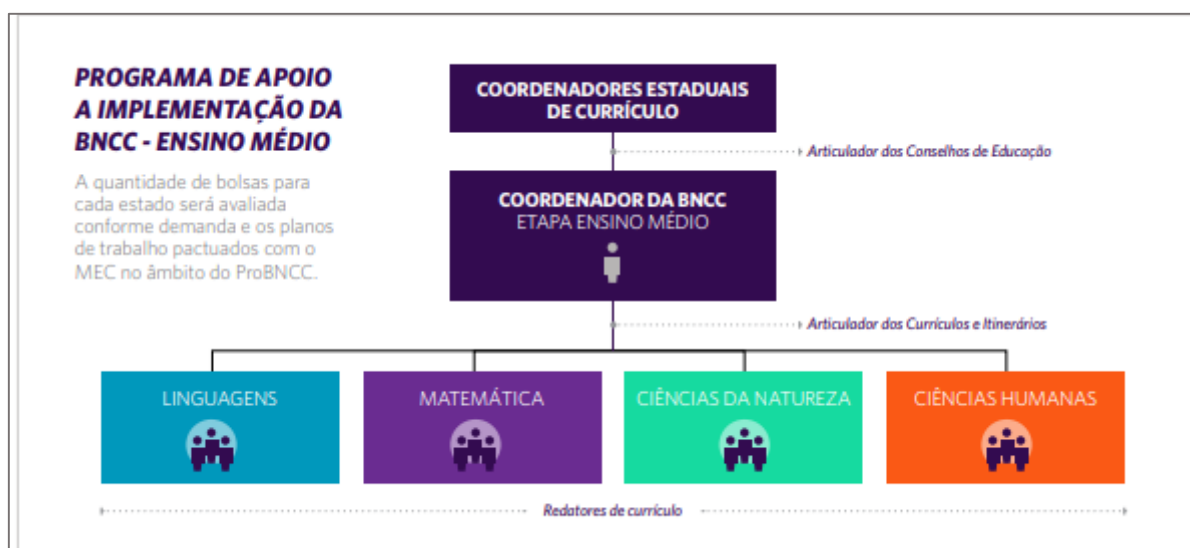 PROGRAMA DE APOIO
A IMPLEMENTAÇÃO DA
BNCC - ENSINO MÉDIO
A quantidade de bolsas para
cada estado será avaliada
conforme demanda e os planos
de trabalho pactuados com o
MEC no âmbito do ProBNCC.
COORDENADORES ESTADUAIS
DE CURRÍCULO
Articulador dos Conselhos de Educação
COORDENADOR DA BNCC
ETAPA ENSINO MÉDIO
Articulador dos Currículos e Itinerários
LINGUAGENS
MATEMÁTICA
CIÊNCIAS DA NATUREZA
CIÊNCIAS HUMANAS
Redatores de currículo